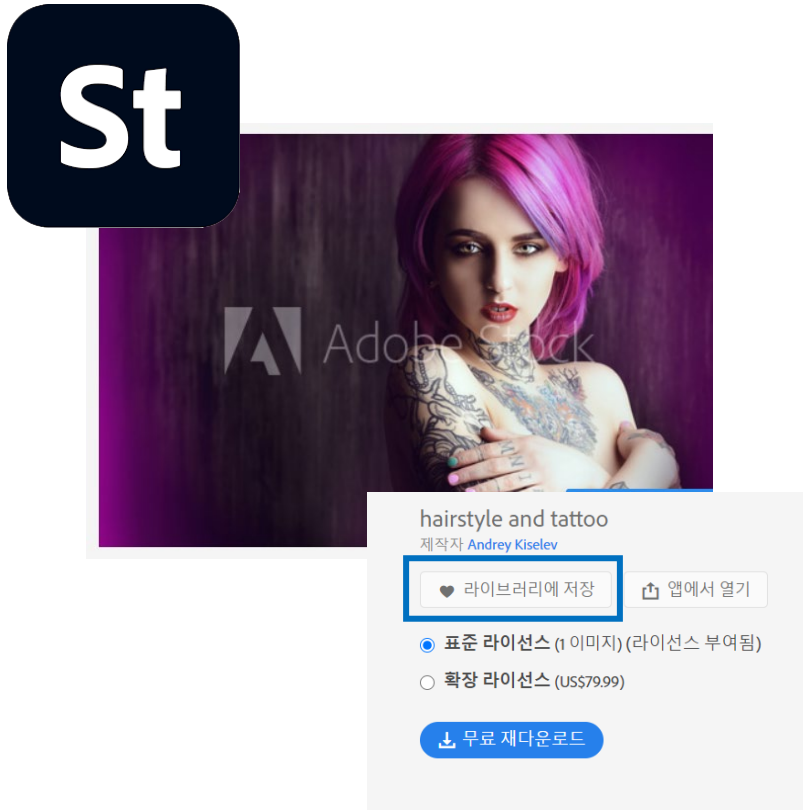 St
Adobe Stock
hairstyle and tattoo
제작자 Andrey Kiselev
라이브러리에 저장
앱에서 열기
표준 라이선스 (1 이미지) (라이선스 부여됨)
확장 라이선스 (US$79.99)
무료 재다운로드